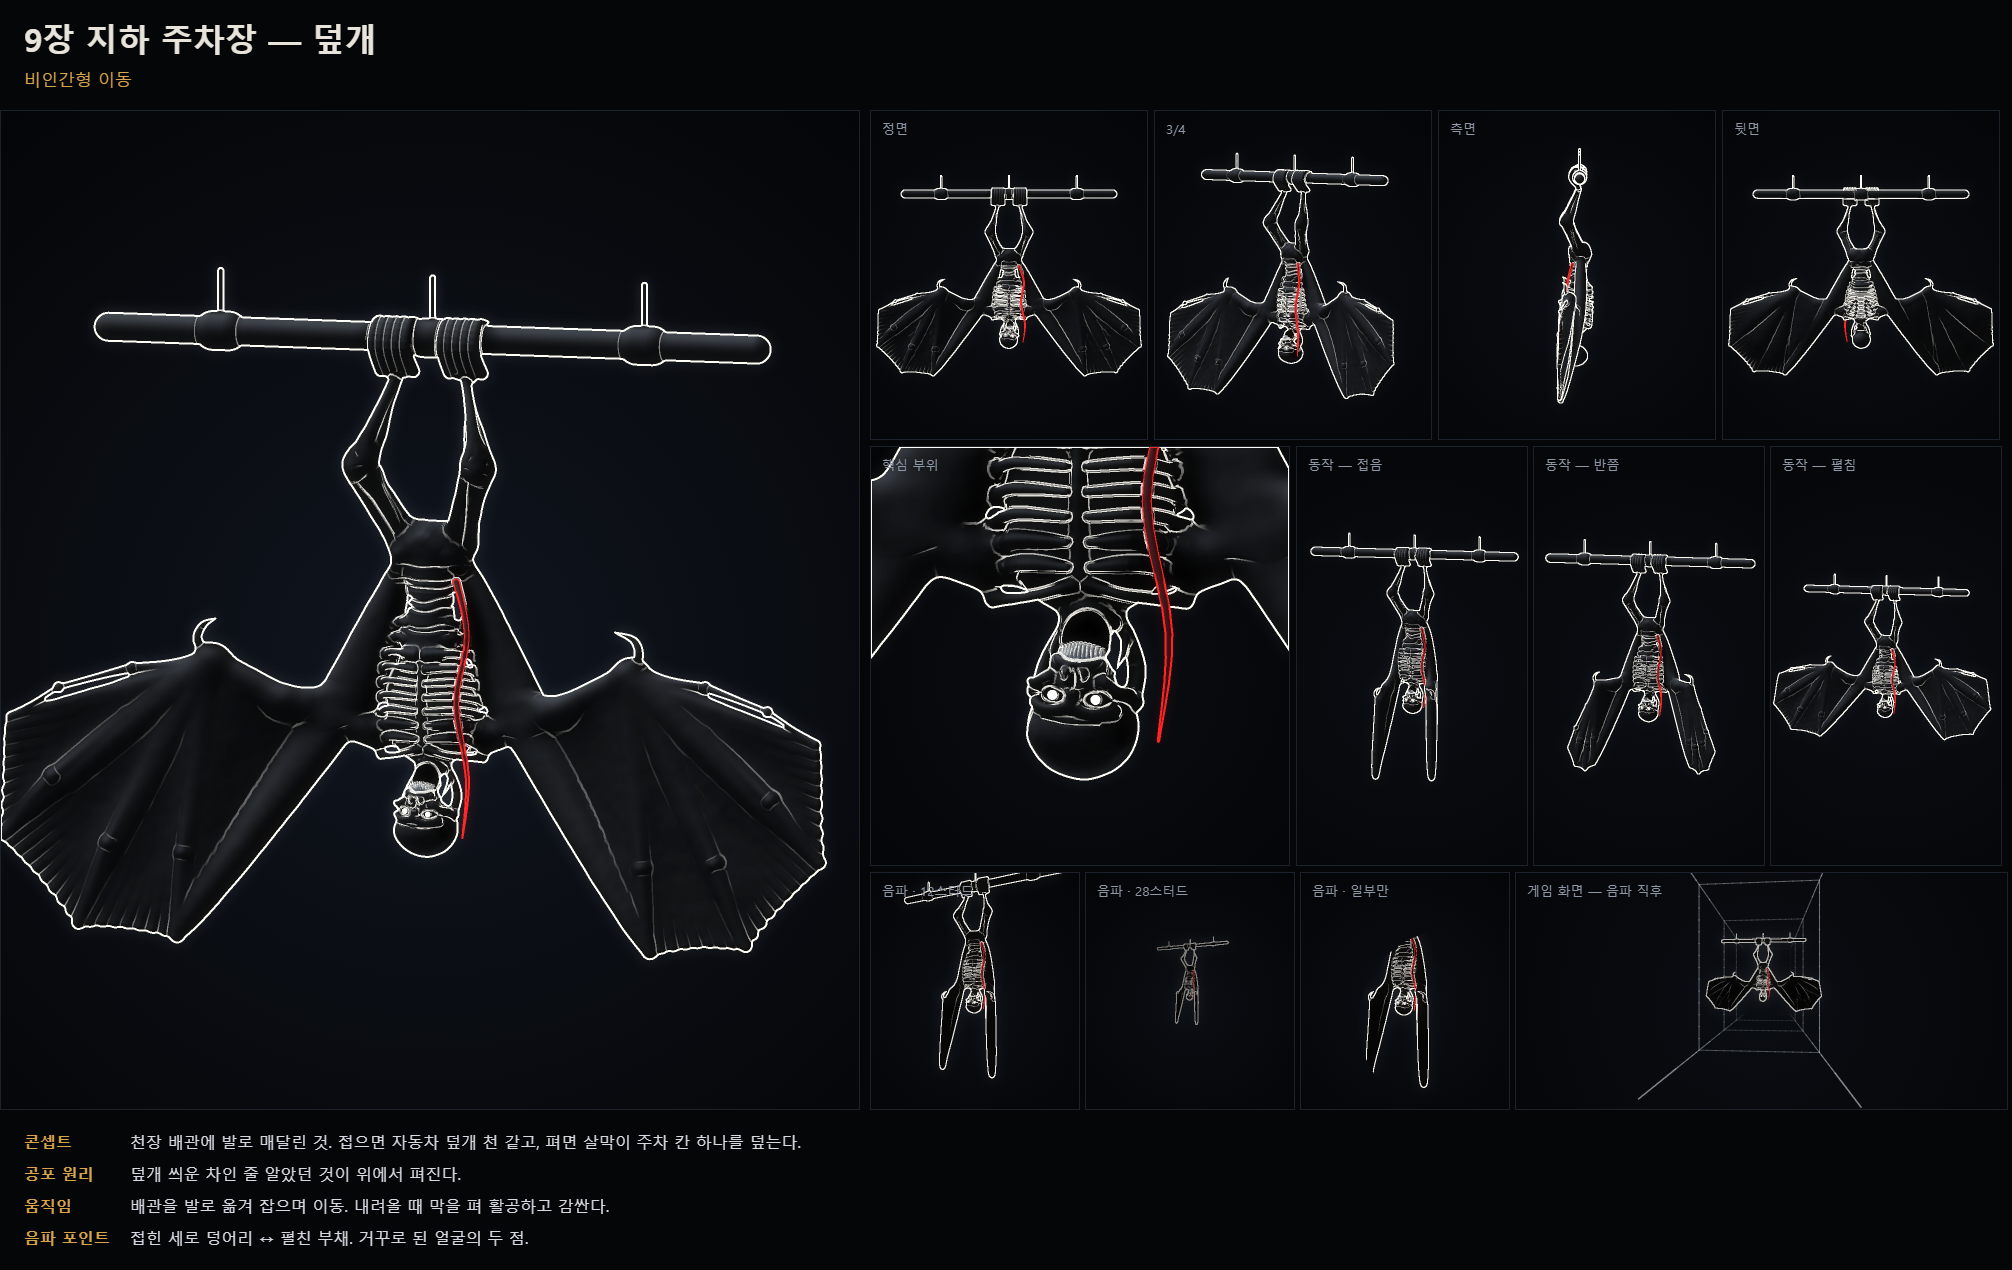 9장 지하 주차장 — 덮개
비인간형 이동
정면
3/4
측면
뒷면
핵심 부위
동작 — 접음
동작 — 반쯤
동작 — 펼침
음파 · 12스터드
음파 · 28스터드
음파 · 일부만
게임 화면 — 음파 직후
콘셉트 천장 배관에 발로 매달린 것. 접으면 자동차 덮개 천 같고, 펴면 살막이 주차 칸 하나를 덮는다.
공포 원리 덮개 씌운 차인 줄 알았던 것이 위에서 펴진다.
움직임 배관을 발로 옮겨 잡으며 이동. 내려올 때 막을 펴 활공하고 감싼다.
음파 포인트 접힌 세로 덩어리 ↔ 펼친 부채. 거꾸로 된 얼굴의 두 점.